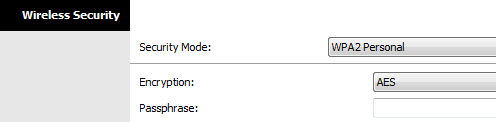 Wireless Security
Security Mode: WPA2 Personal
Encryption: AES
Passphrase: